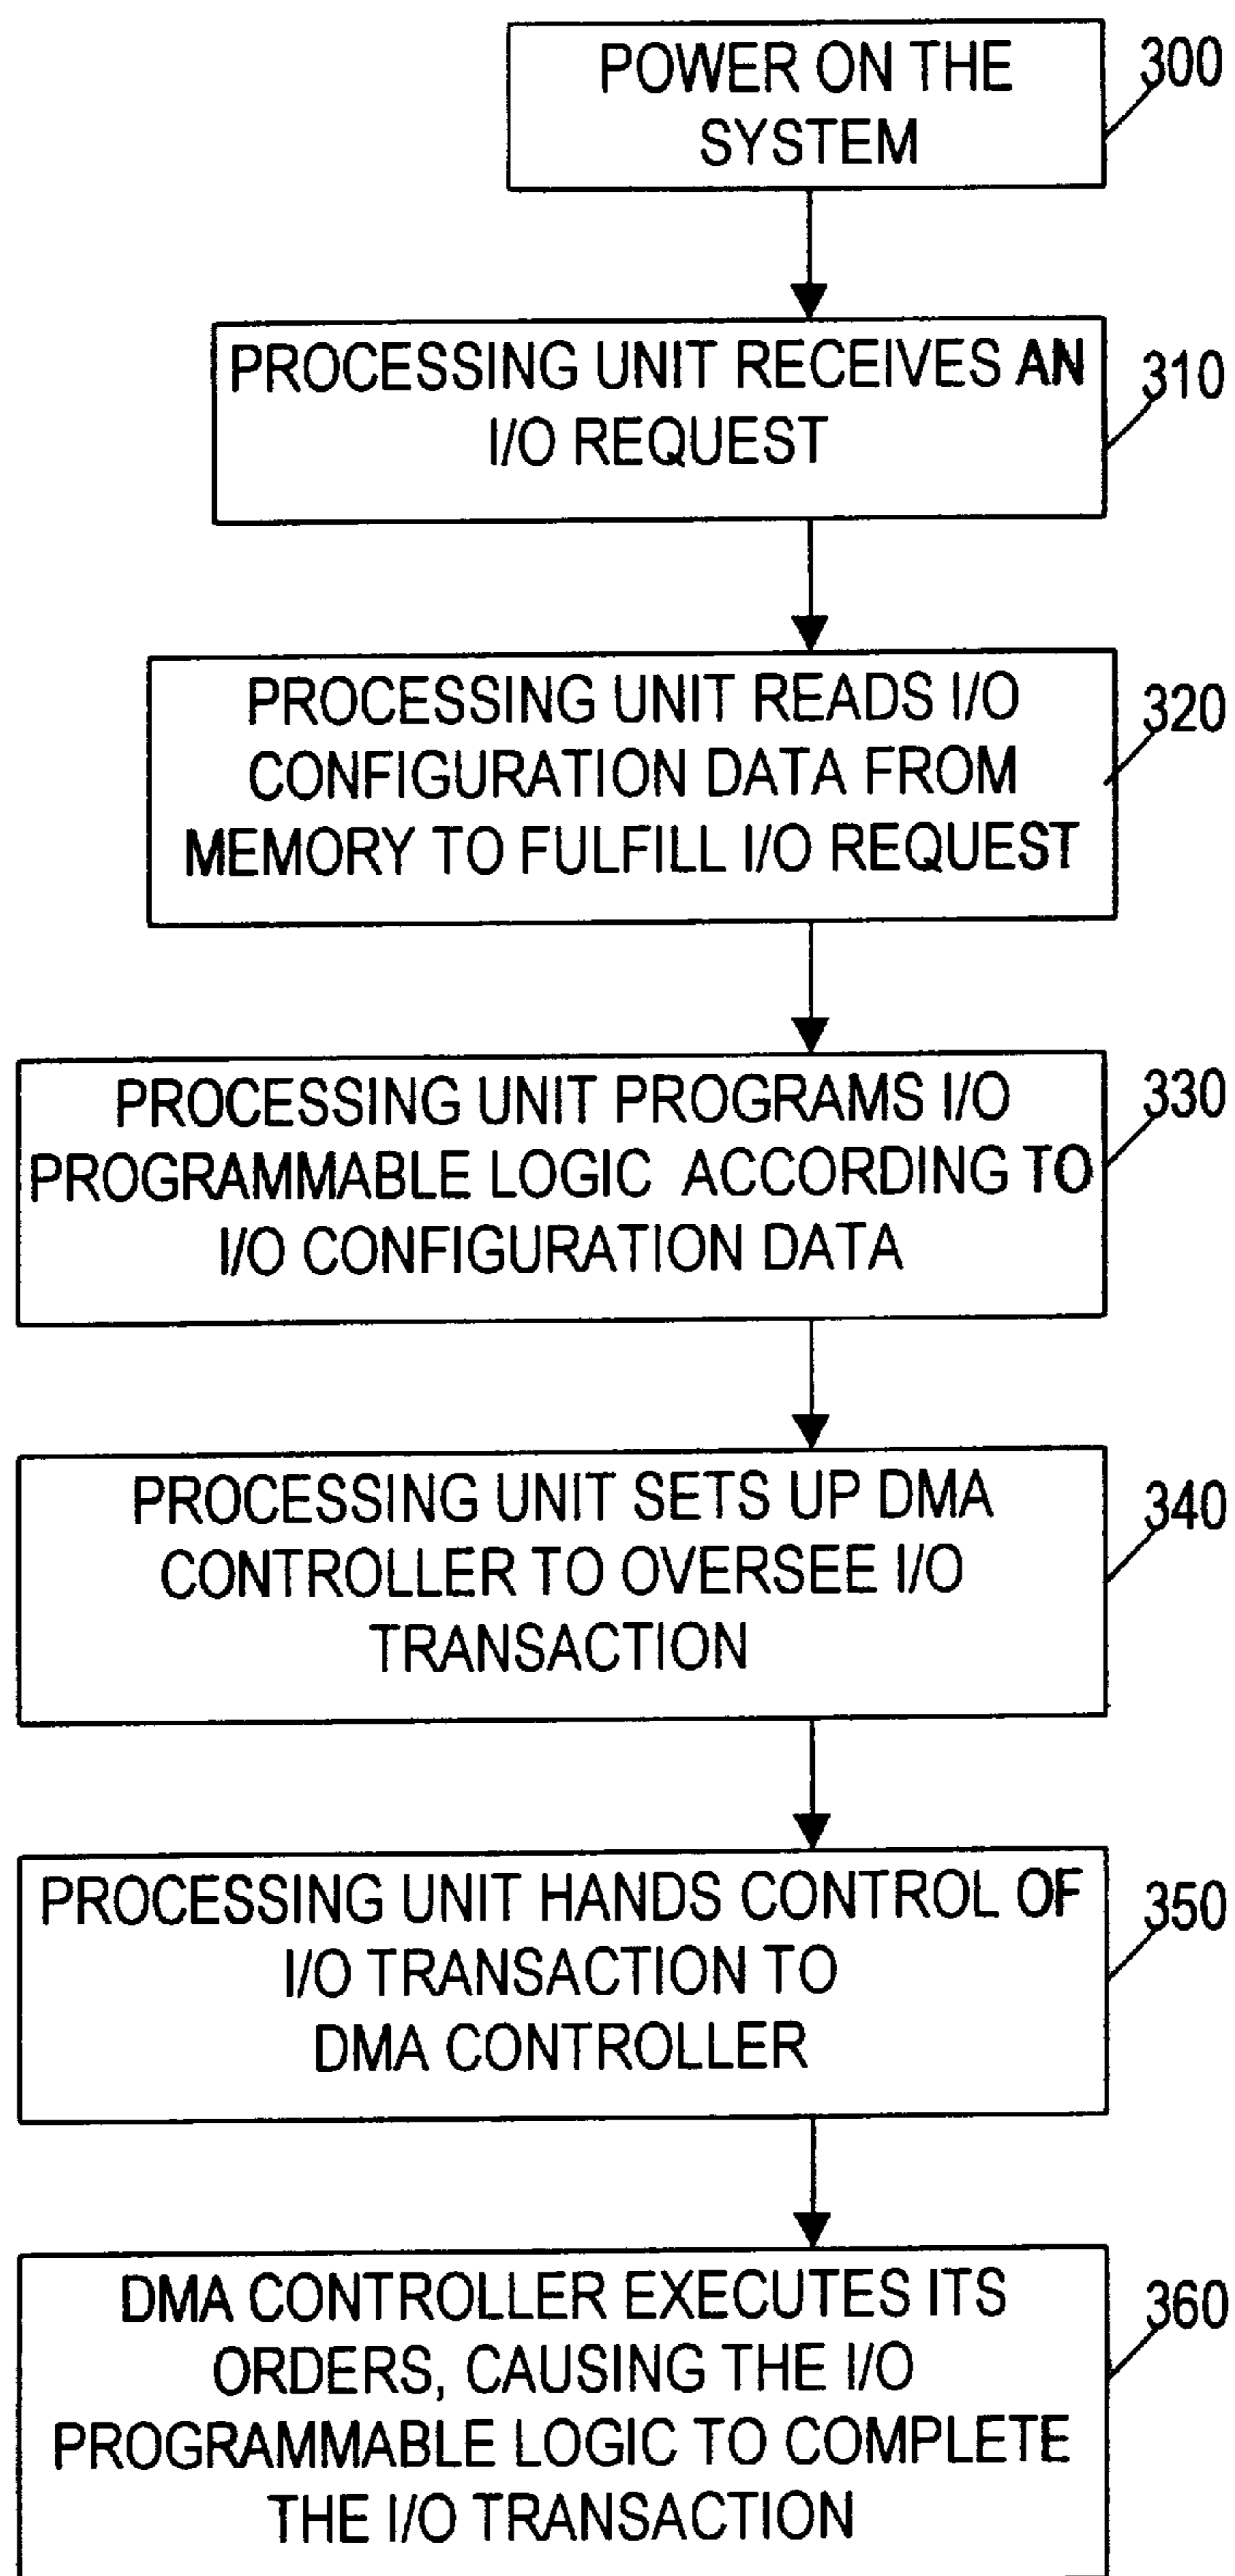 POWER ON THE
SYSTEM
300
PROCESSING UNIT RECEIVES AN
I/O REQUEST
310
PROCESSING UNIT READS I/O
CONFIGURATION DATA FROM
MEMORY TO FULFILL I/O REQUEST
320
PROCESSING UNIT PROGRAMS I/O
PROGRAMMABLE LOGIC ACCORDING TO
I/O CONFIGURATION DATA
330
PROCESSING UNIT SETS UP DMA
CONTROLLER TO OVERSEE I/O
TRANSACTION
340
PROCESSING UNIT HANDS CONTROL OF
I/O TRANSACTION TO
DMA CONTROLLER
350
DMA CONTROLLER EXECUTES ITS
ORDERS, CAUSING THE I/O
PROGRAMMABLE LOGIC TO COMPLETE
THE I/O TRANSACTION
360